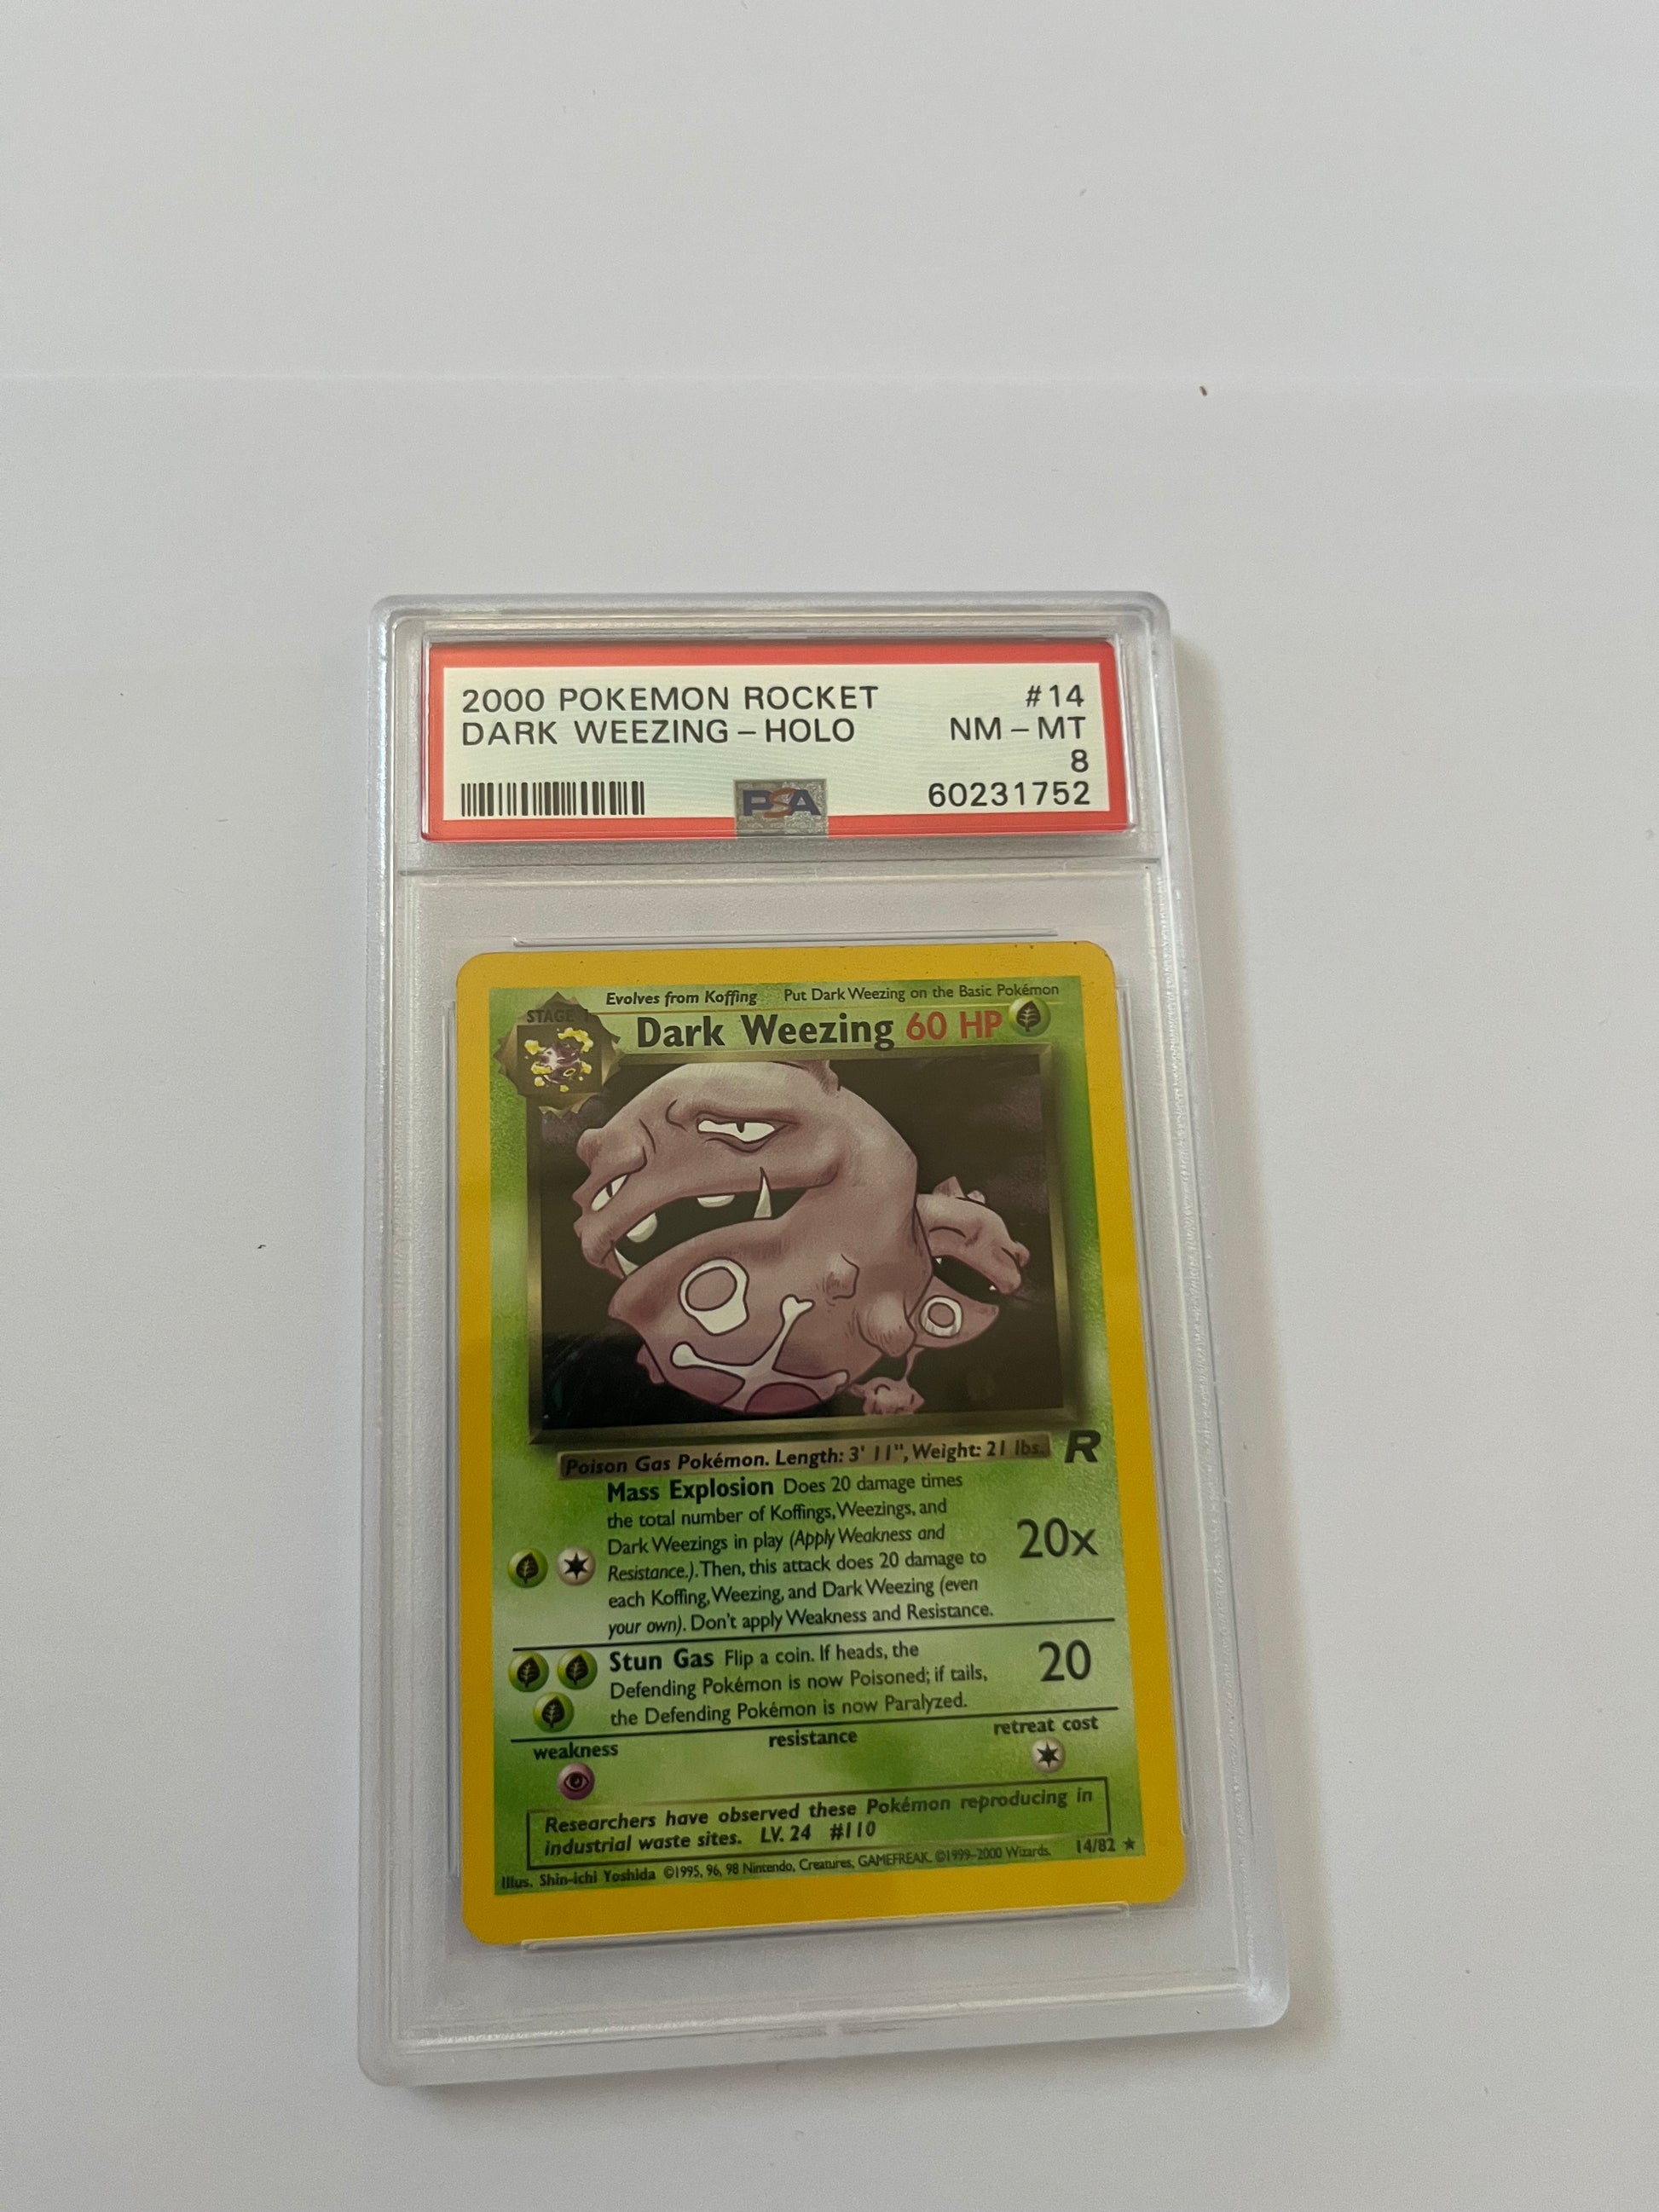 2000 POKEMON ROCKET #14
DARK WEEZING - HOLO NM - MT
8
PSA 60231752
Evolves from Koffing Put Dark Weezing on the Basic Pokémon
STAGE 1
Dark Weezing 60 HP
Poison Gas Pokémon. Length: 3' 11", Weight: 21 lbs.
R
Mass Explosion Does 20 damage times
the total number of Koffings, Weezings, and
Dark Weezings in play (Apply Weakness and
Resistance.). Then, this attack does 20 damage to
each Koffing, Weezing, and Dark Weezing (even
your own). Don't apply Weakness and Resistance.
20x
Stun Gas Flip a coin. If heads, the
Defending Pokémon is now Poisoned; if tails,
the Defending Pokémon is now Paralyzed.
20
weakness resistance retreat cost
Researchers have observed these Pokémon reproducing in
industrial waste sites. LV. 24 #110
Illus. Shin-ichi Yoshida ©1995, 96, 98 Nintendo, Creatures, GAMEFREAK. ©1999-2000 Wizards. 14/82 ★